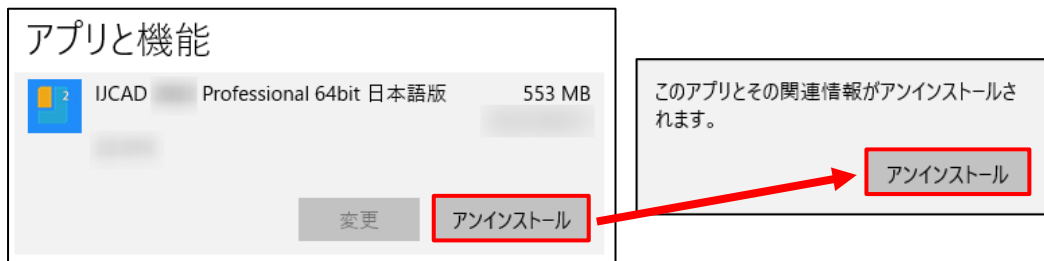 アプリと機能
2
IJCAD Professional 64bit 日本語版 553 MB
変更 アンインストール
このアプリとその関連情報がアンインストールさ
れます。
アンインストール